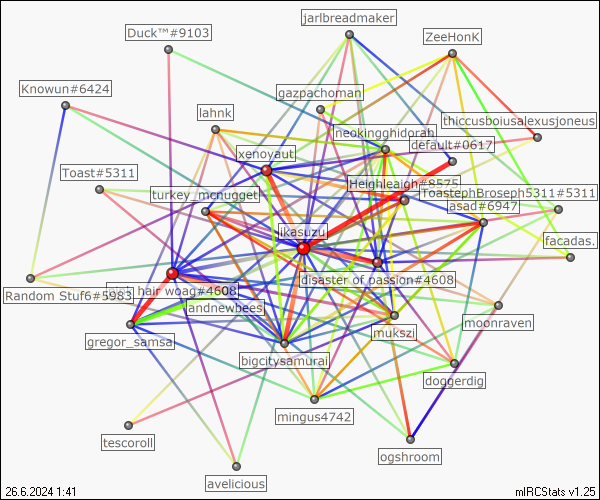 jarlbreadmaker
Duck™#9103
ZeeHonK
Knowun#6424
gazpachoman
lahnk
thiccusboiusalexusjoneus
neokingghidorah
default#0617
xenoyaut
Toast#5311
Heighleigh#8575
turkey_mcnugget
ToastephBroseph5311#5311
asad#6947
ikasuzu
facadas.
disaster of passion#4608
Random Stuf6#5983
hair woag#4608
andnewbees
moonraven
mukszi
gregor_samsa
bigcitysamurai
doggerdig
mingus4742
tescoroll
ogshroom
avelicious
26.6.2024 1:41
mIRCStats v1.25